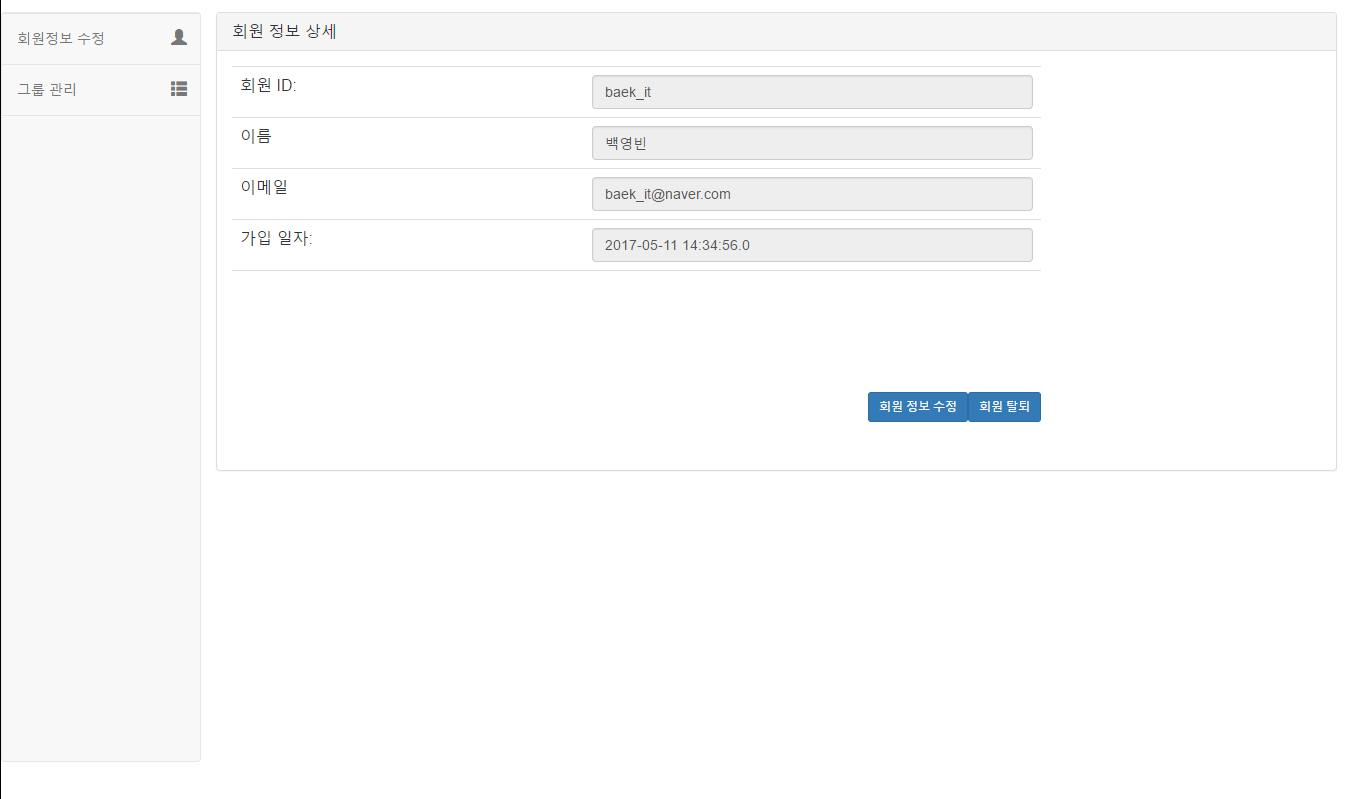 회원정보 수정
그룹 관리
회원 정보 상세
회원 ID:
baek_it
이름
백영빈
이메일
baek_it@naver.com
가입 일자:
2017-05-11 14:34:56.0
회원 정보 수정 회원 탈퇴